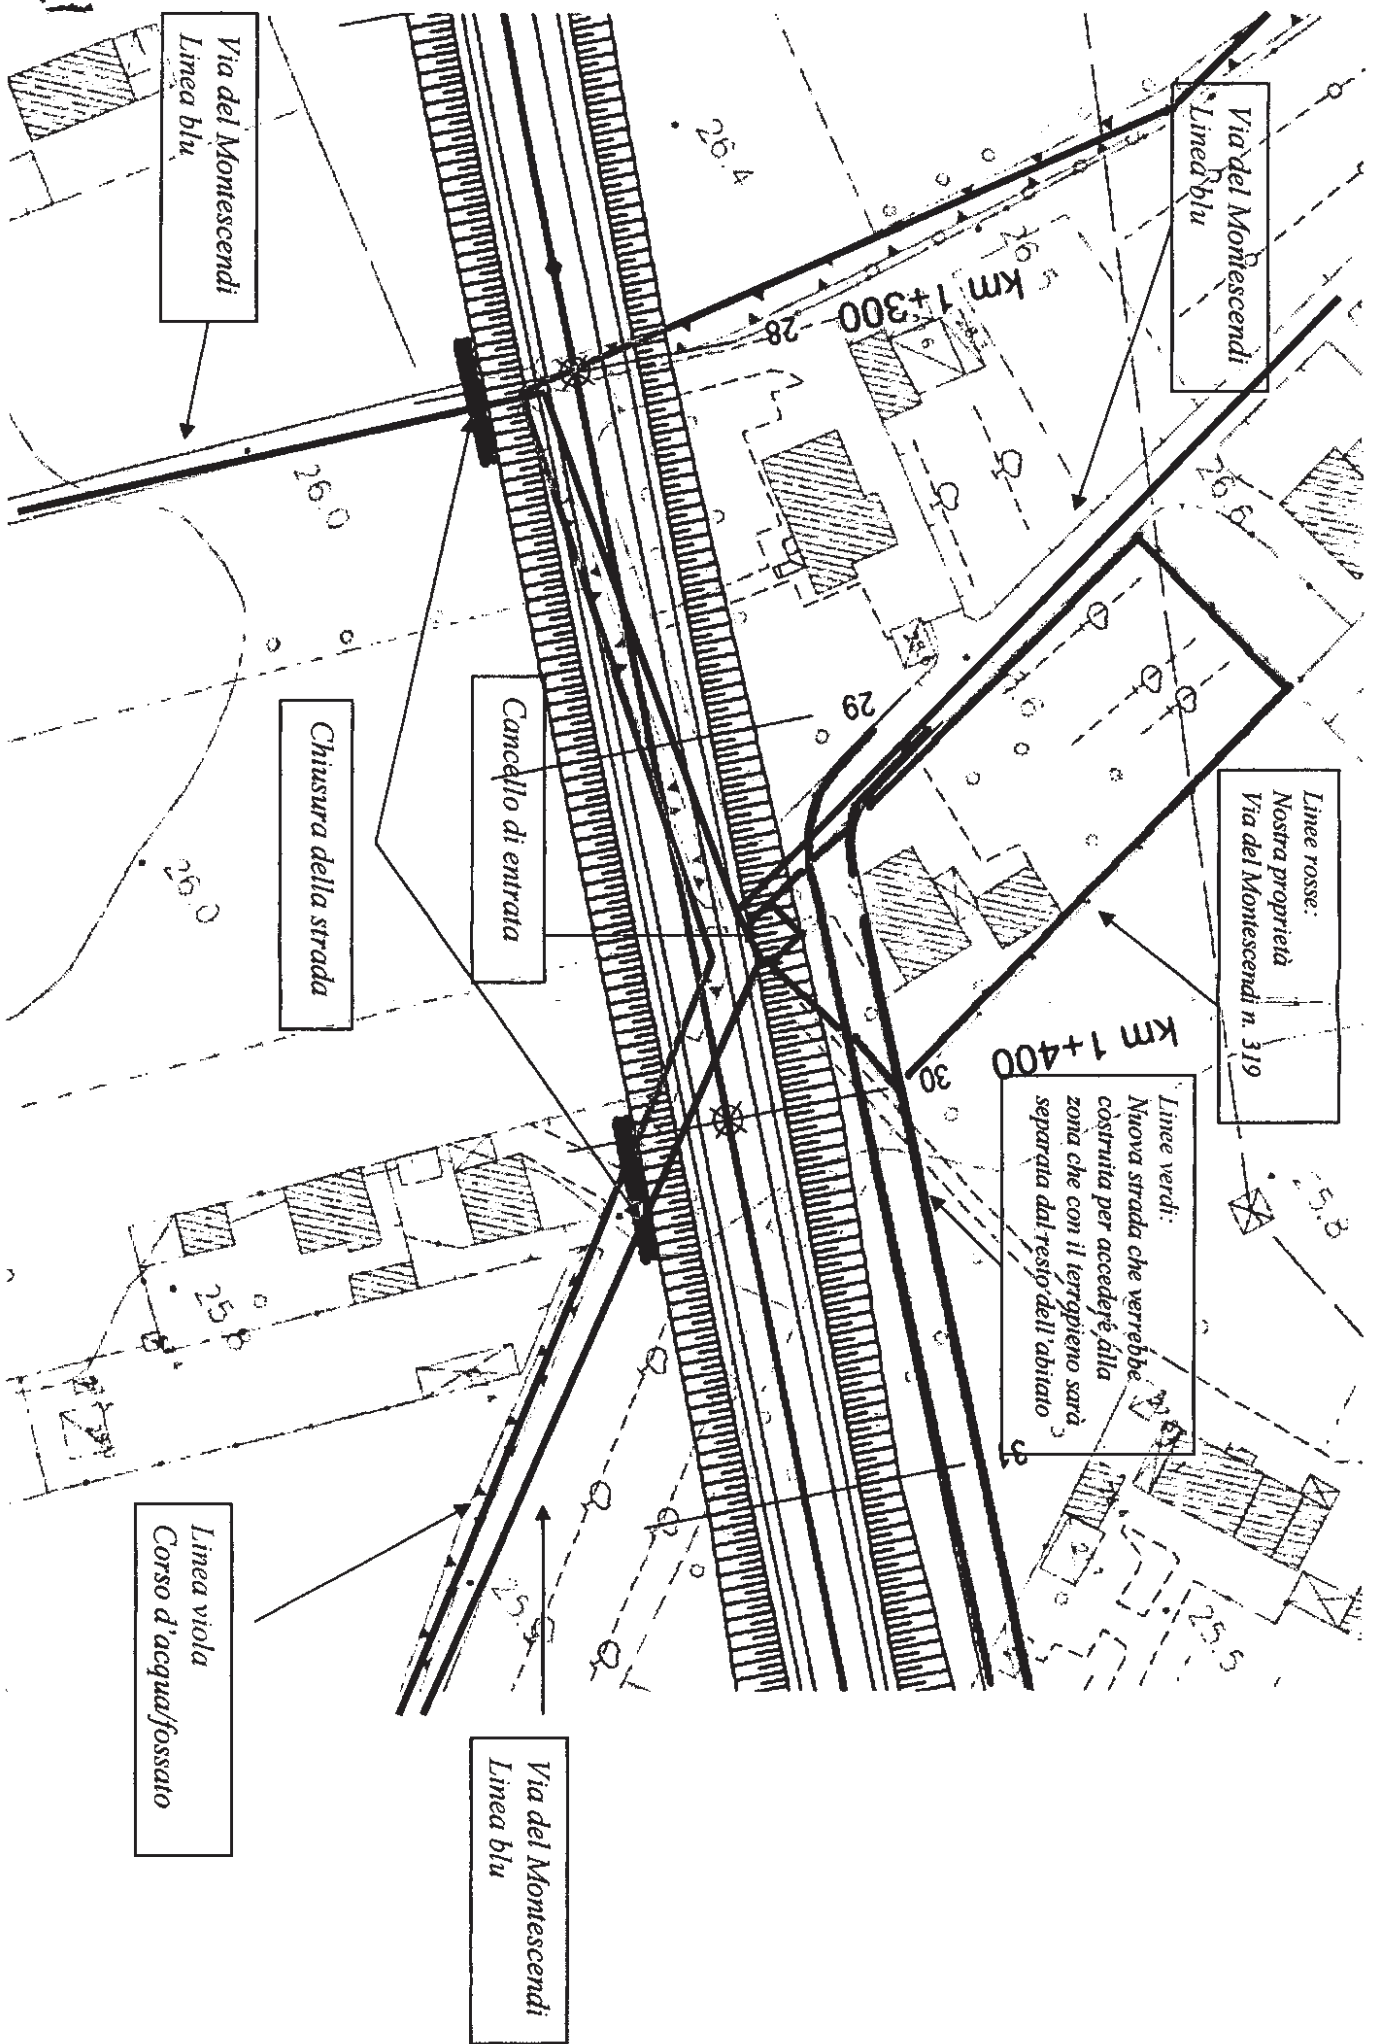 Via del Montescendi
Linea blu
Via del Montescendi
Linea blu
Linee rosse:
Nostra proprietà
Via del Montescendi n. 319
Linee verdi:
Nuova strada che verrebbe
costruita per accedere alla
zona che con il terrapieno sarà
separata dal resto dell'abitato
Cancello di entrata
Chiusura della strada
Linea viola
Corso d'acqua/fossato
Via del Montescendi
Linea blu
km 1+300
km 1+400
28
29
30
31
26.4
26.5
26.6
26.0
26.0
25.8
25.5